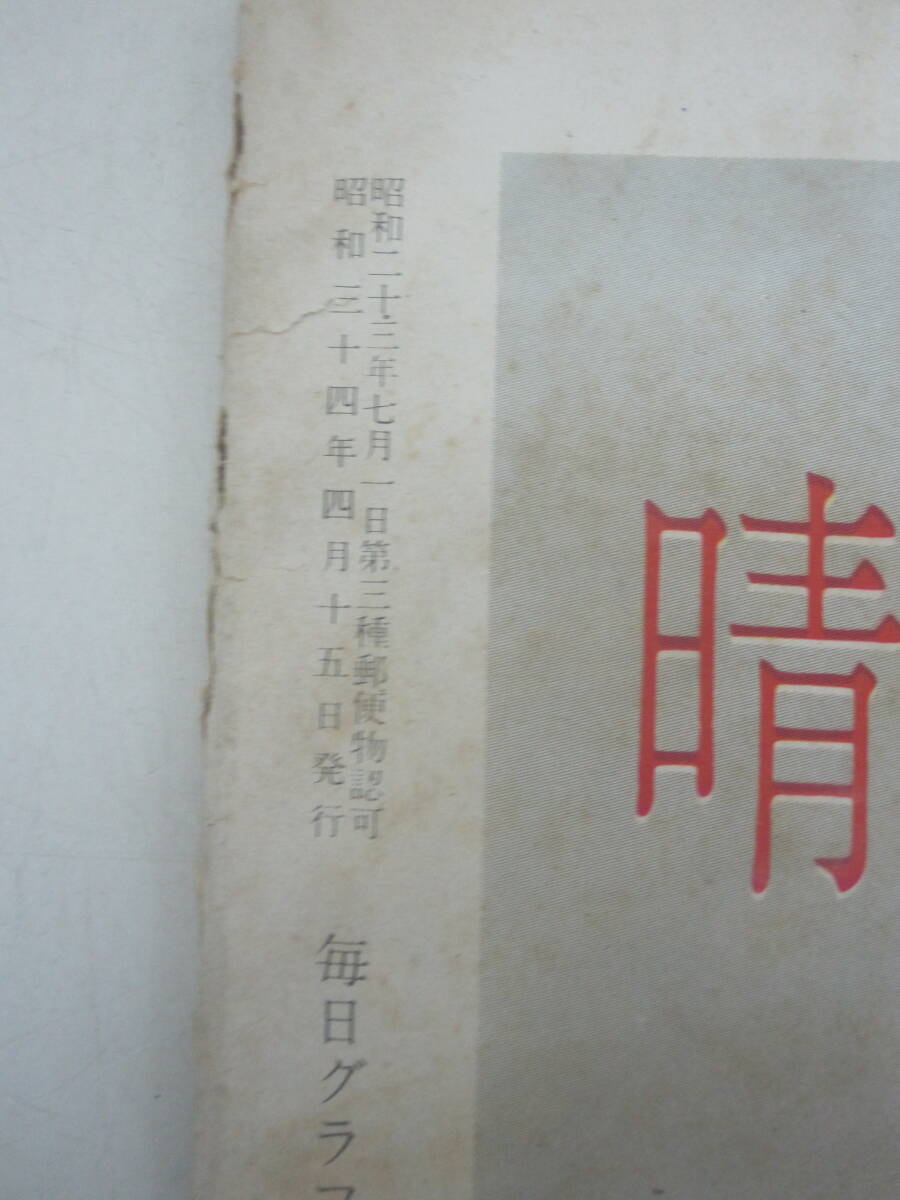 昭和二十三年七月一日第三種郵便物認可
昭和三十四年四月十五日発行
毎日グラフ
晴